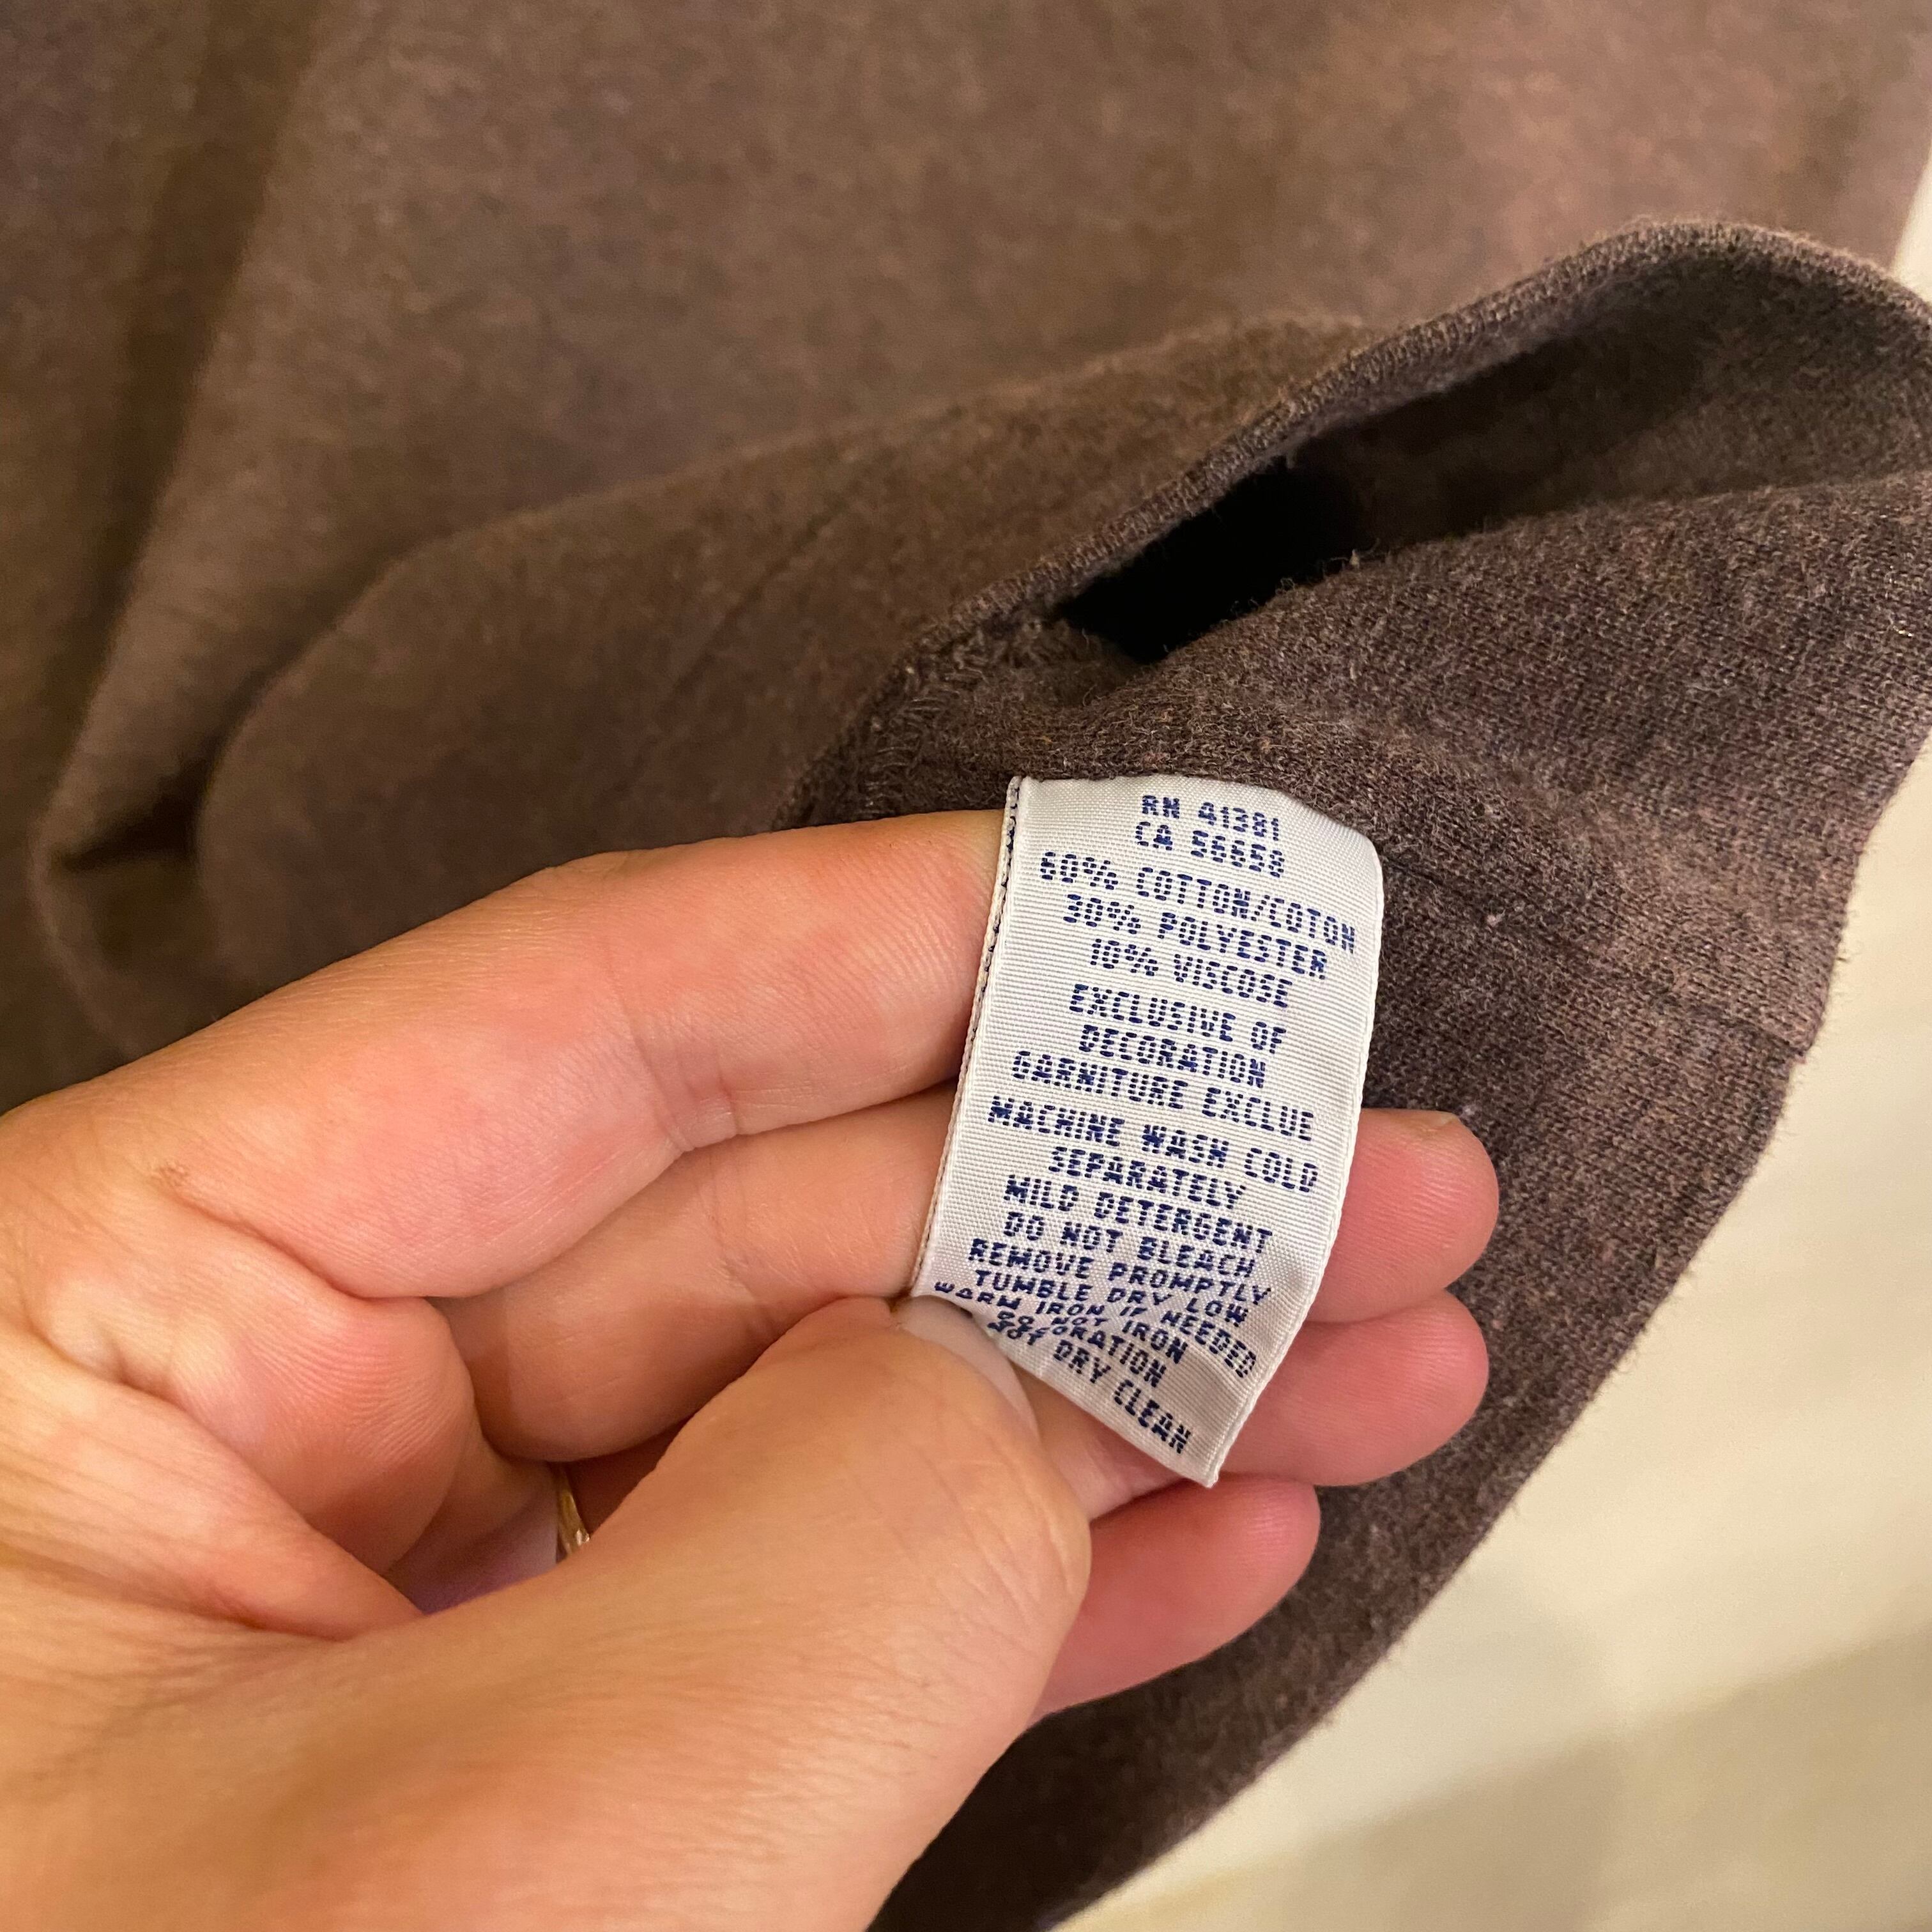 RN 41381
CA 56658
60% COTTON/COTON
30% POLYESTER
10% VISCOSE
EXCLUSIVE OF
DECORATION
GARNITURE EXCLUE
MACHINE WASH COLD
SEPARATELY
MILD DETERGENT
DO NOT BLEACH
REMOVE PROMPTLY
TUMBLE DRY LOW
WARM IRON IF NEEDED
DO NOT IRON
DECORATION
NOT DRY CLEAN